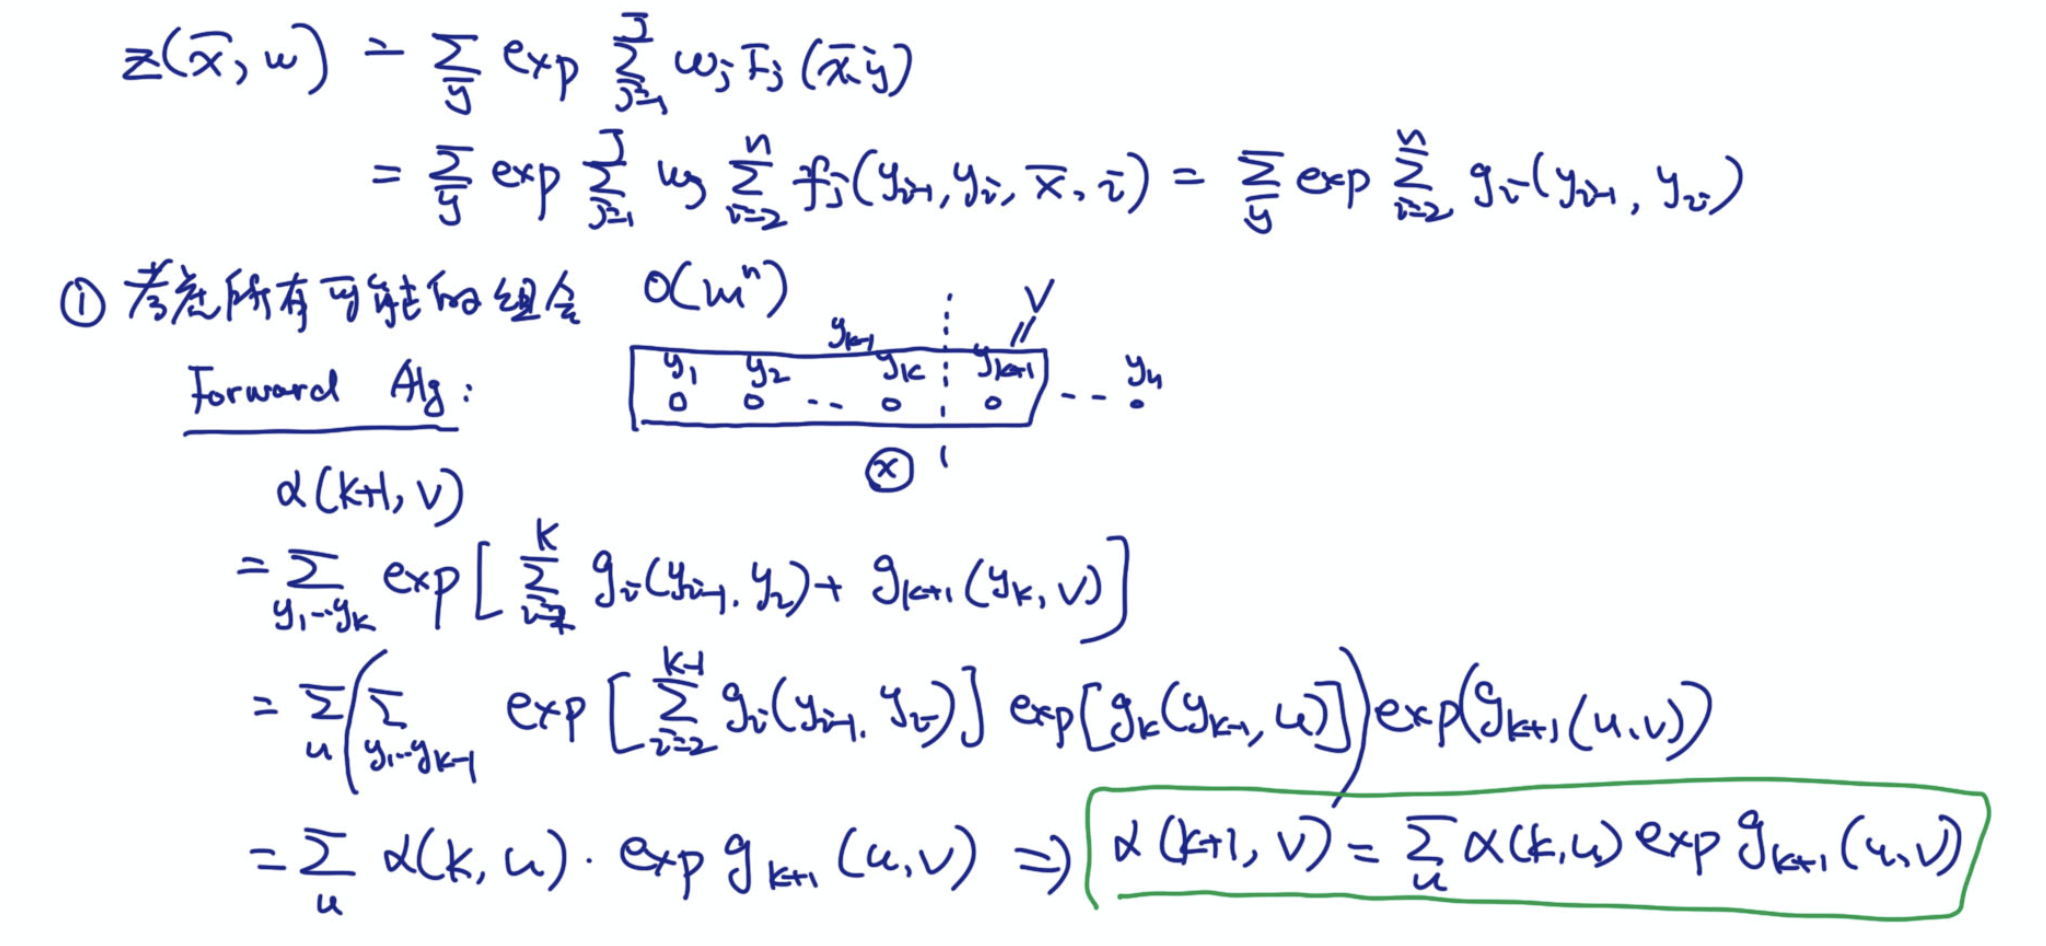 z(x̄, w) = Σ_ȳ exp Σ_{j=1}^{J} w_j F_j (x̄, ȳ)
= Σ_ȳ exp Σ_{j=1}^{J} w_j Σ_{i=2}^{n} f_j(y_{i-1}, y_i, x̄, i) = Σ_ȳ exp Σ_{i=2}^{n} g_i(y_{i-1}, y_i)
① 考虑所有可能的组合 O(m^n)
V
y_{k-1} //
y_1 y_2 y_k y_{k+1} y_n
o o -- o o --- o
Forward Alg:
ⓧ
α(k+1, v)
= Σ_{y_1…y_k} exp[ Σ_{i=2}^{k} g_i(y_{i-1}, y_i) + g_{k+1}(y_k, v)]
= Σ_u ( Σ_{y_1…y_{k-1}} exp [ Σ_{i=2}^{k-1} g_i(y_{i-1}, y_i)] exp[g_k(y_{k-1}, u)] ) exp(g_{k+1}(u, v))
= Σ_u α(k, u) · exp g_{k+1} (u, v) ⇒ α(k+1, v) = Σ_u α(k, u) exp g_{k+1} (u, v)